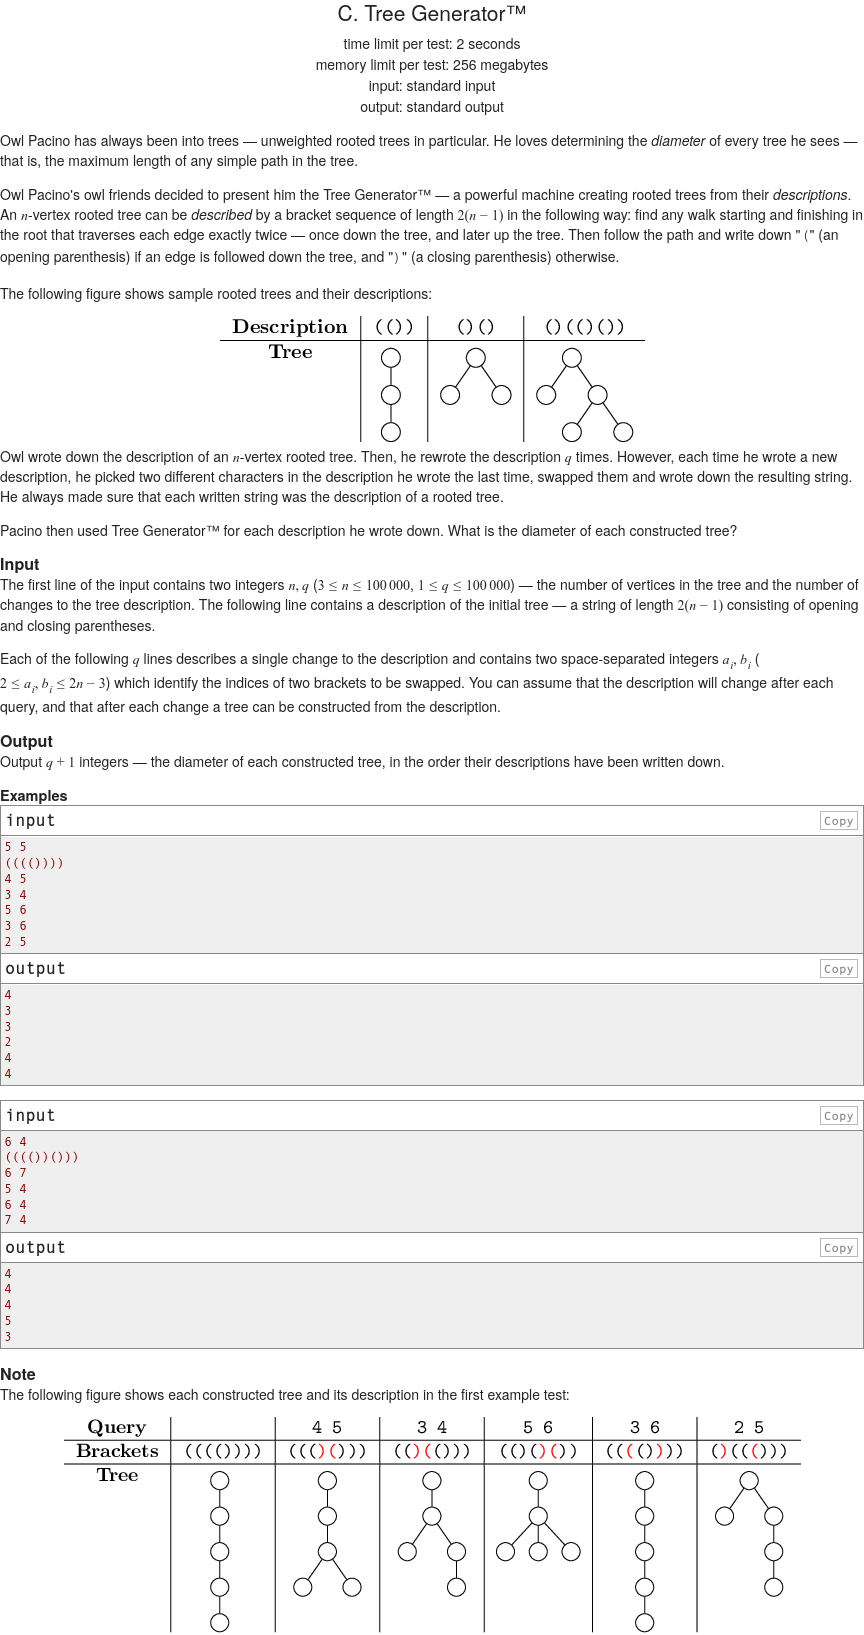 C. Tree Generator™
time limit per test: 2 seconds
memory limit per test: 256 megabytes
input: standard input
output: standard output
Owl Pacino has always been into trees — unweighted rooted trees in particular. He loves determining the diameter of every tree he sees —
that is, the maximum length of any simple path in the tree.
Owl Pacino's owl friends decided to present him the Tree Generator™ — a powerful machine creating rooted trees from their descriptions.
An n-vertex rooted tree can be described by a bracket sequence of length 2(n − 1) in the following way: find any walk starting and finishing in
the root that traverses each edge exactly twice — once down the tree, and later up the tree. Then follow the path and write down "(" (an
opening parenthesis) if an edge is followed down the tree, and ")" (a closing parenthesis) otherwise.
The following figure shows sample rooted trees and their descriptions:
Description (()) ()() ()(()())
Tree
Owl wrote down the description of an n-vertex rooted tree. Then, he rewrote the description q times. However, each time he wrote a new
description, he picked two different characters in the description he wrote the last time, swapped them and wrote down the resulting string.
He always made sure that each written string was the description of a rooted tree.
Pacino then used Tree Generator™ for each description he wrote down. What is the diameter of each constructed tree?
Input
The first line of the input contains two integers n, q (3 ≤ n ≤ 100 000, 1 ≤ q ≤ 100 000) — the number of vertices in the tree and the number of
changes to the tree description. The following line contains a description of the initial tree — a string of length 2(n − 1) consisting of opening
and closing parentheses.
Each of the following q lines describes a single change to the description and contains two space-separated integers ai, bi (
2 ≤ ai, bi ≤ 2n − 3) which identify the indices of two brackets to be swapped. You can assume that the description will change after each
query, and that after each change a tree can be constructed from the description.
Output
Output q + 1 integers — the diameter of each constructed tree, in the order their descriptions have been written down.
Examples
input Copy
5 5
(((())))
4 5
3 4
5 6
3 6
2 5
output Copy
4
3
3
2
4
4
input Copy
6 4
(((())()))
6 7
5 4
6 4
7 4
output Copy
4
4
4
5
3
Note
The following figure shows each constructed tree and its description in the first example test:
Query 4 5 3 4 5 6 3 6 2 5
Brackets (((()))) ((()())) (()(())) (()()()) (((()))) ()((()))
Tree